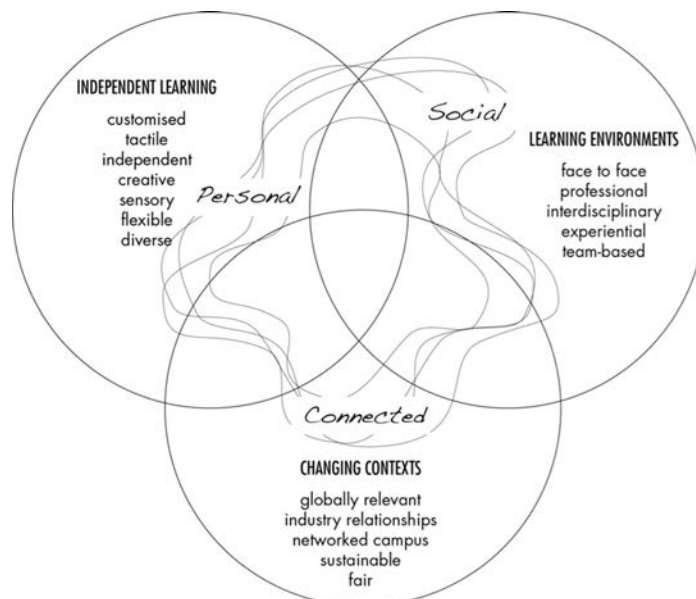 INDEPENDENT LEARNING
customised
tactile
independent
creative
sensory
flexible
diverse
Personal
Social
LEARNING ENVIRONMENTS
face to face
professional
interdisciplinary
experiential
team-based
Connected
CHANGING CONTEXTS
globally relevant
industry relationships
networked campus
sustainable
fair